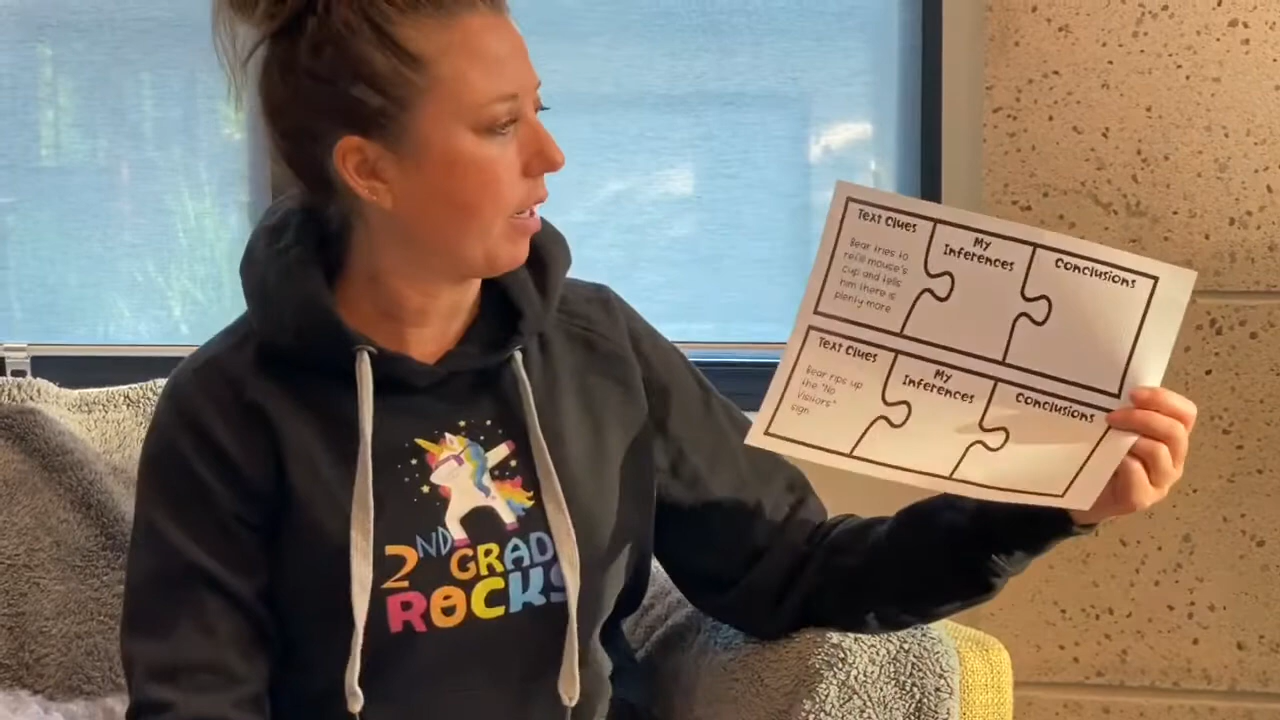 Text Clues
My
Inferences
Conclusions
Bear tries to
refill mouse's
cup and tells
him there is
plenty more
Text Clues
My
Inferences
Conclusions
Bear rips up
the "No
Visitors"
sign
2ND GRAD
ROCKS